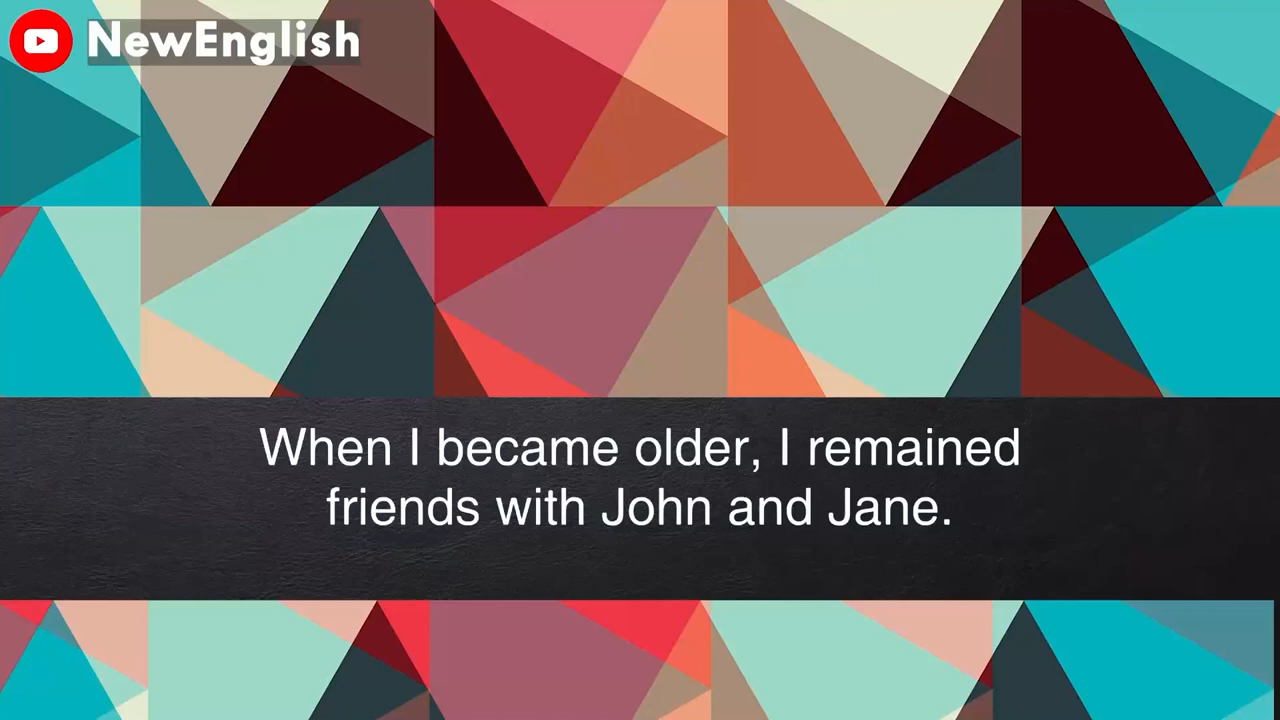 NewEnglish
When I became older, I remained
friends with John and Jane.